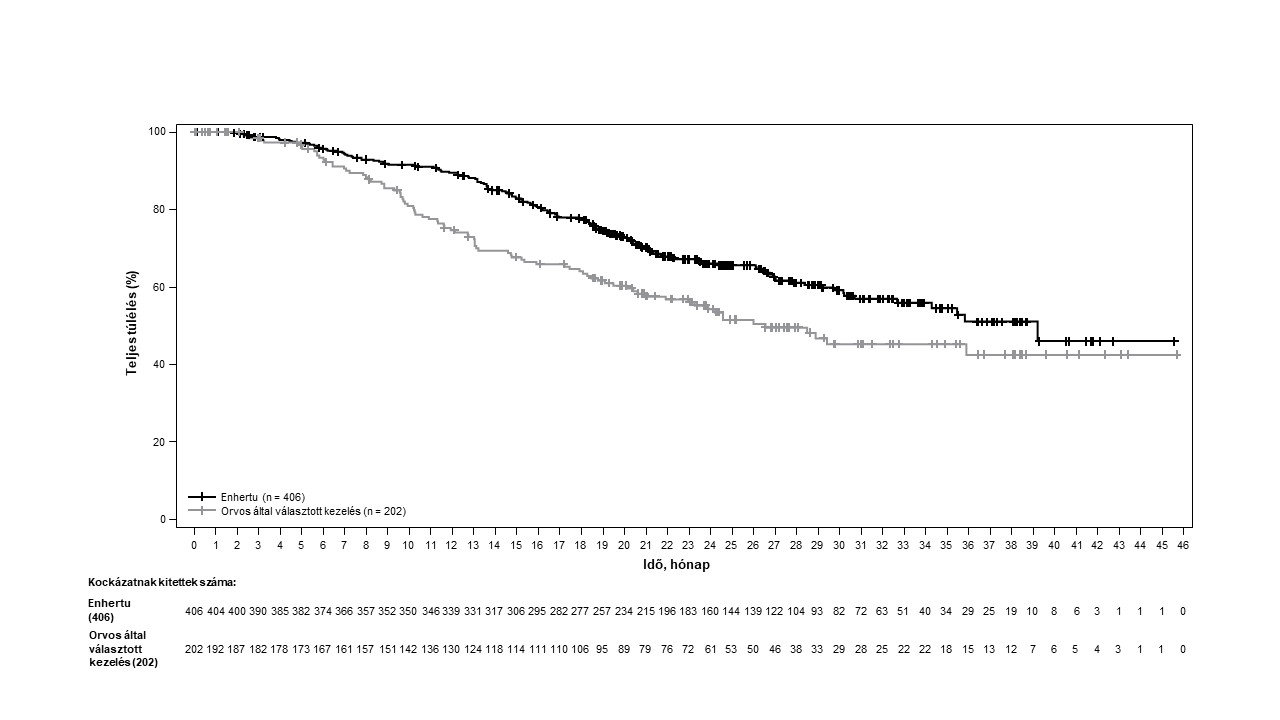 100
80
60
40
20
0
Teljes túlélés (%)
Enhertu (n = 406)
Orvos által választott kezelés (n = 202)
0 1 2 3 4 5 6 7 8 9 10 11 12 13 14 15 16 17 18 19 20 21 22 23 24 25 26 27 28 29 30 31 32 33 34 35 36 37 38 39 40 41 42 43 44 45 46
Idő, hónap
Kockázatnak kitettek száma:
Enhertu
(406)
406 404 400 390 385 382 374 366 357 352 350 346 339 331 317 306 295 282 277 257 234 215 196 183 160 144 139 122 104 93 82 72 63 51 40 34 29 25 19 10 8 6 3 1 1 1 0
Orvos által
választott
kezelés (202)
202 192 187 182 178 173 167 161 157 151 142 136 130 124 118 114 111 110 106 95 89 79 76 72 61 53 50 46 38 33 29 28 25 22 22 18 15 13 12 7 6 5 4 3 1 1 0